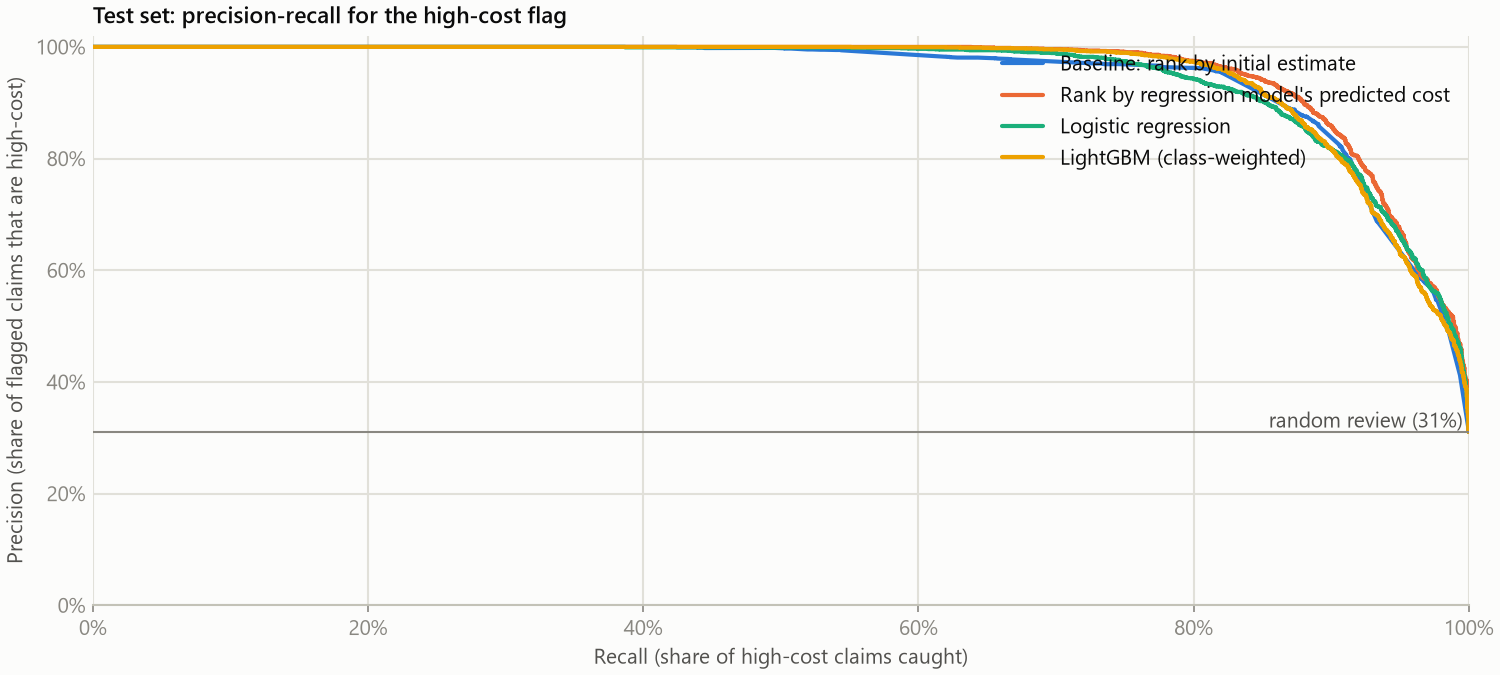 Test set: precision-recall for the high-cost flag
Precision (share of flagged claims that are high-cost)
100%
80%
60%
40%
20%
0%
Baseline: rank by initial estimate
Rank by regression model's predicted cost
Logistic regression
LightGBM (class-weighted)
random review (31%)
0%
20%
40%
60%
80%
100%
Recall (share of high-cost claims caught)